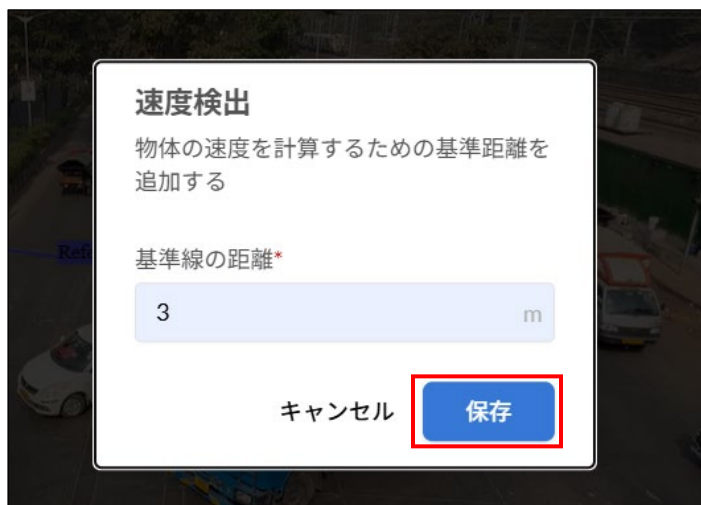 速度検出
物体の速度を計算するための基準距離を
追加する
Refe
基準線の距離*
3
m
キャンセル
保存